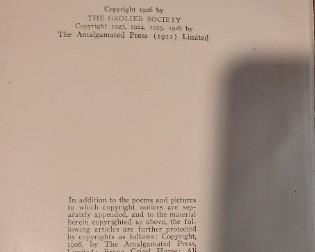 Copyright 1926 by
THE GROLIER SOCIETY
Copyright 1923, 1924, 1925, 1926 by
The Amalgamated Press (1922) Limited
In addition to the poems and pictures
to which copyright notices are sep-
arately appended, and to the material
herein copyrighted as above, the fol-
lowing articles are further protected
by copyrights as follows: Copyright,
1908, by The Amalgamated Press,